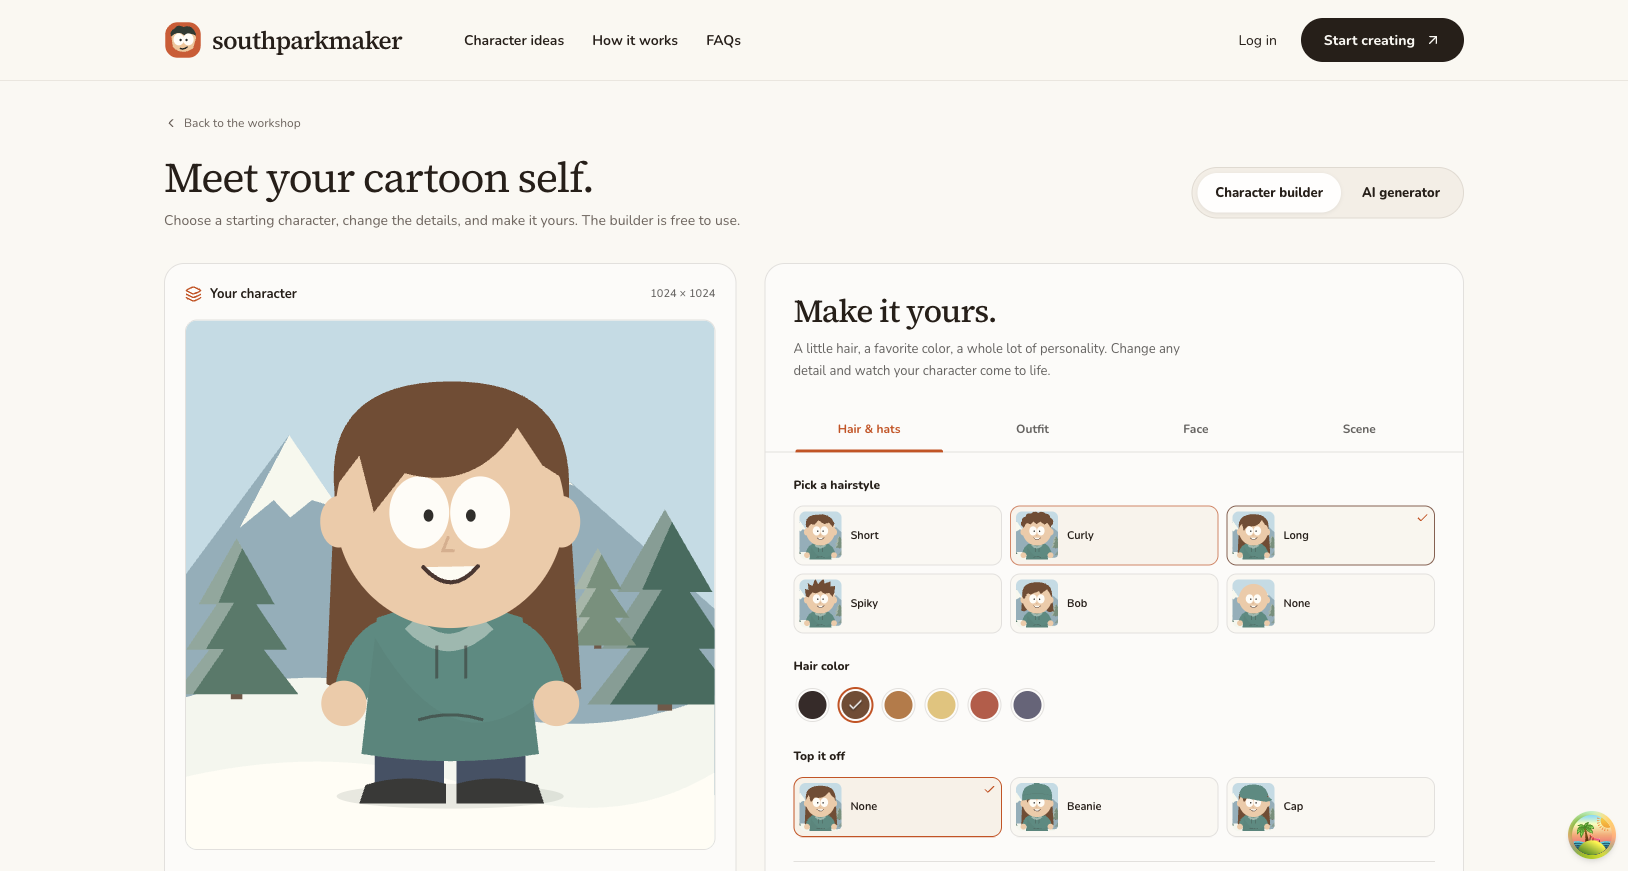 southparkmaker
Character ideas
How it works
FAQs
Log in
Start creating
Back to the workshop
Meet your cartoon self.
Choose a starting character, change the details, and make it yours. The builder is free to use.
Character builder
AI generator
Your character
1024 × 1024
Make it yours.
A little hair, a favorite color, a whole lot of personality. Change any
detail and watch your character come to life.
Hair & hats
Outfit
Face
Scene
Pick a hairstyle
Short
Curly
Long
Spiky
Bob
None
Hair color
Top it off
None
Beanie
Cap